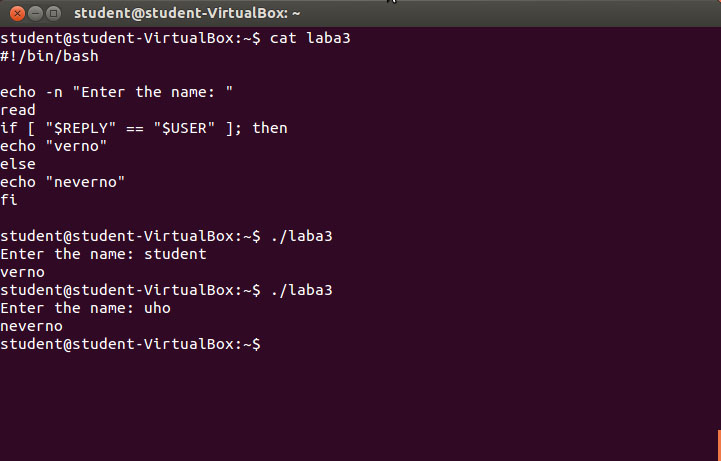 student@student-VirtualBox: ~
student@student-VirtualBox:~$ cat laba3
#!/bin/bash
echo -n "Enter the name: "
read
if [ "$REPLY" == "$USER" ]; then
echo "verno"
else
echo "neverno"
fi
student@student-VirtualBox:~$ ./laba3
Enter the name: student
verno
student@student-VirtualBox:~$ ./laba3
Enter the name: uho
neverno
student@student-VirtualBox:~$